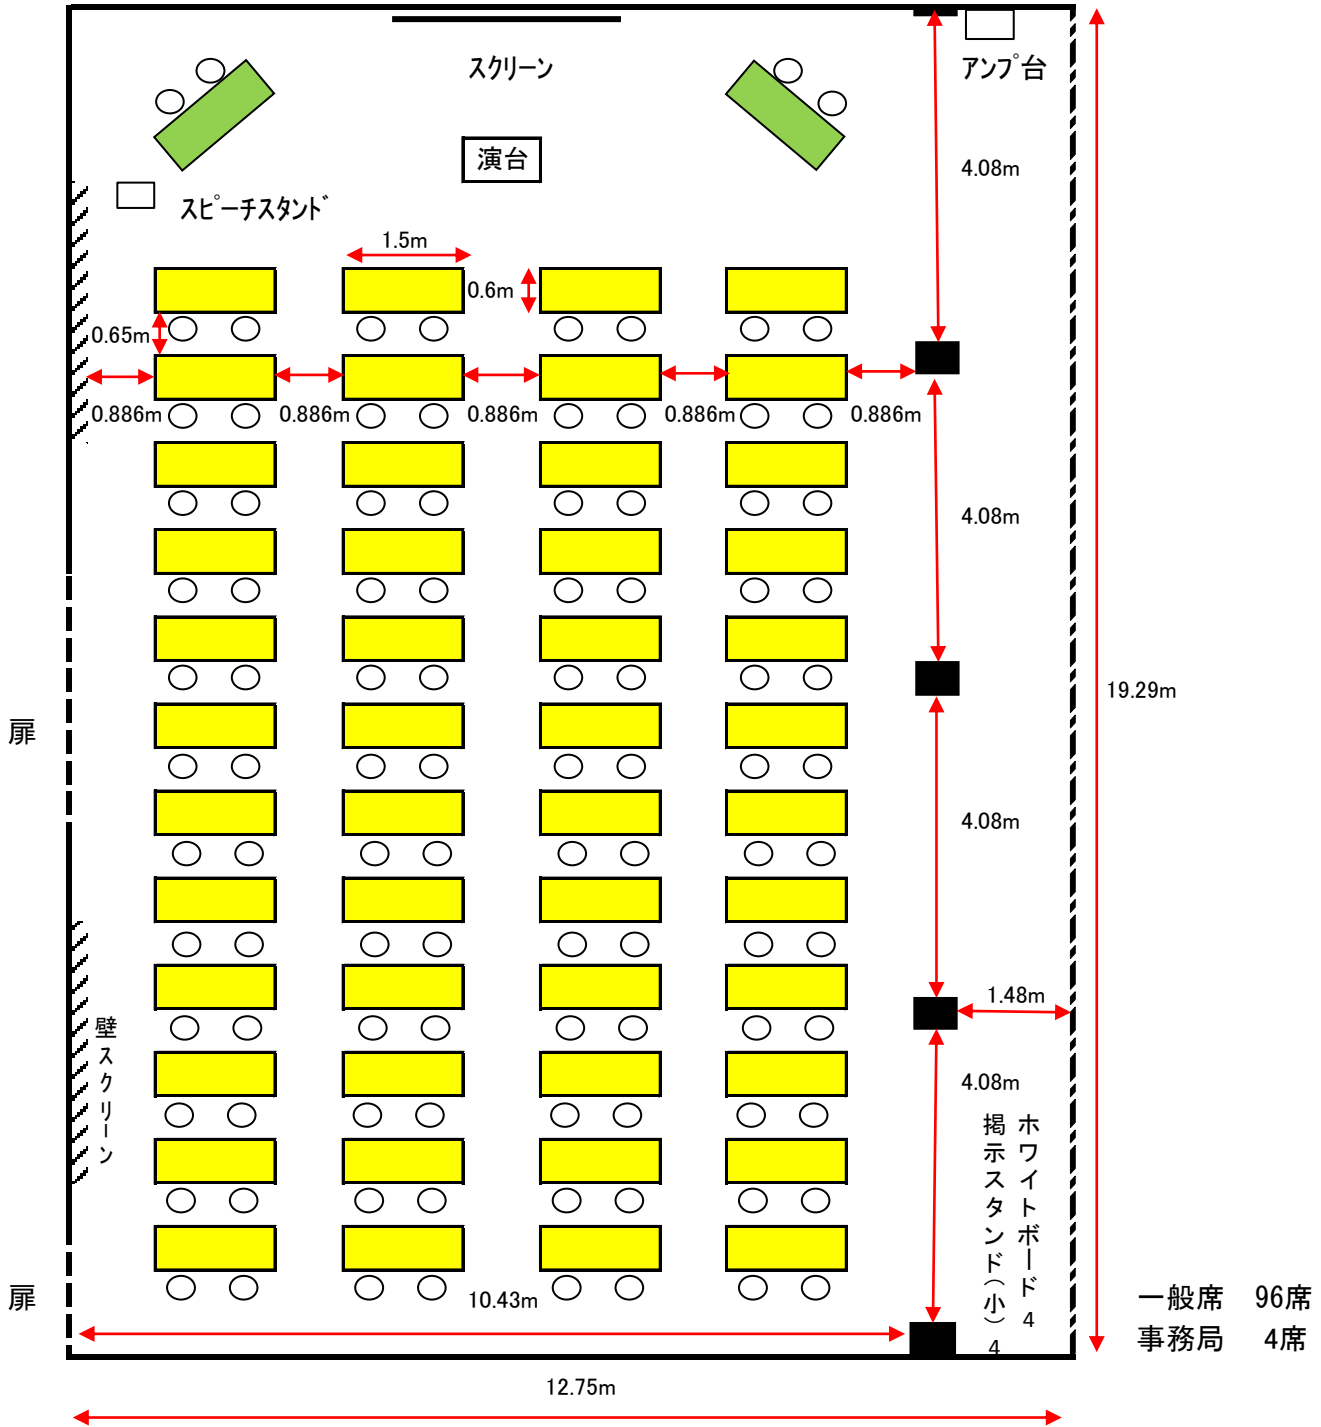 スクリーン
アンプ台
演台
4.08m
スピーチスタンド
1.5m
0.6m
0.65m
0.886m
0.886m
0.886m
0.886m
0.886m
4.08m
19.29m
扉
4.08m
1.48m
壁スクリーン
4.08m
ホワイトボード 4
掲示スタンド(小) 4
扉
10.43m
一般席 96席
事務局 4席
12.75m